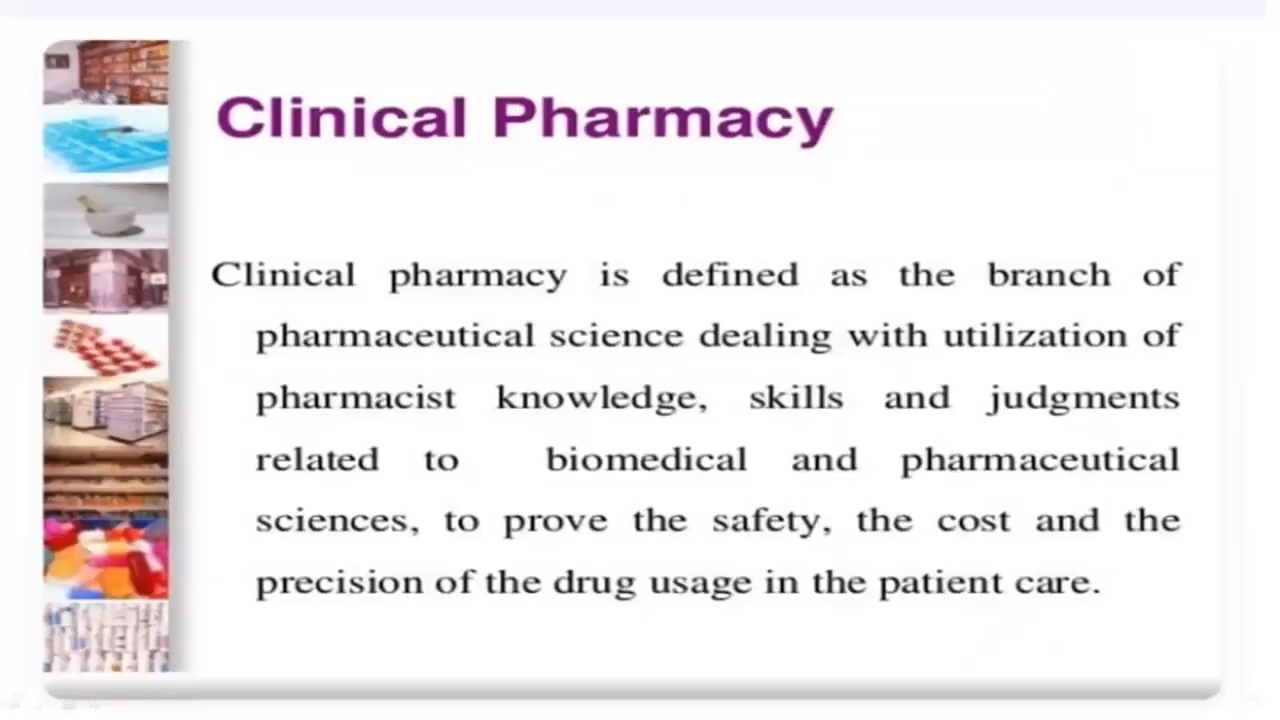 Clinical Pharmacy
Clinical pharmacy is defined as the branch of
pharmaceutical science dealing with utilization of
pharmacist knowledge, skills and judgments
related to biomedical and pharmaceutical
sciences, to prove the safety, the cost and the
precision of the drug usage in the patient care.